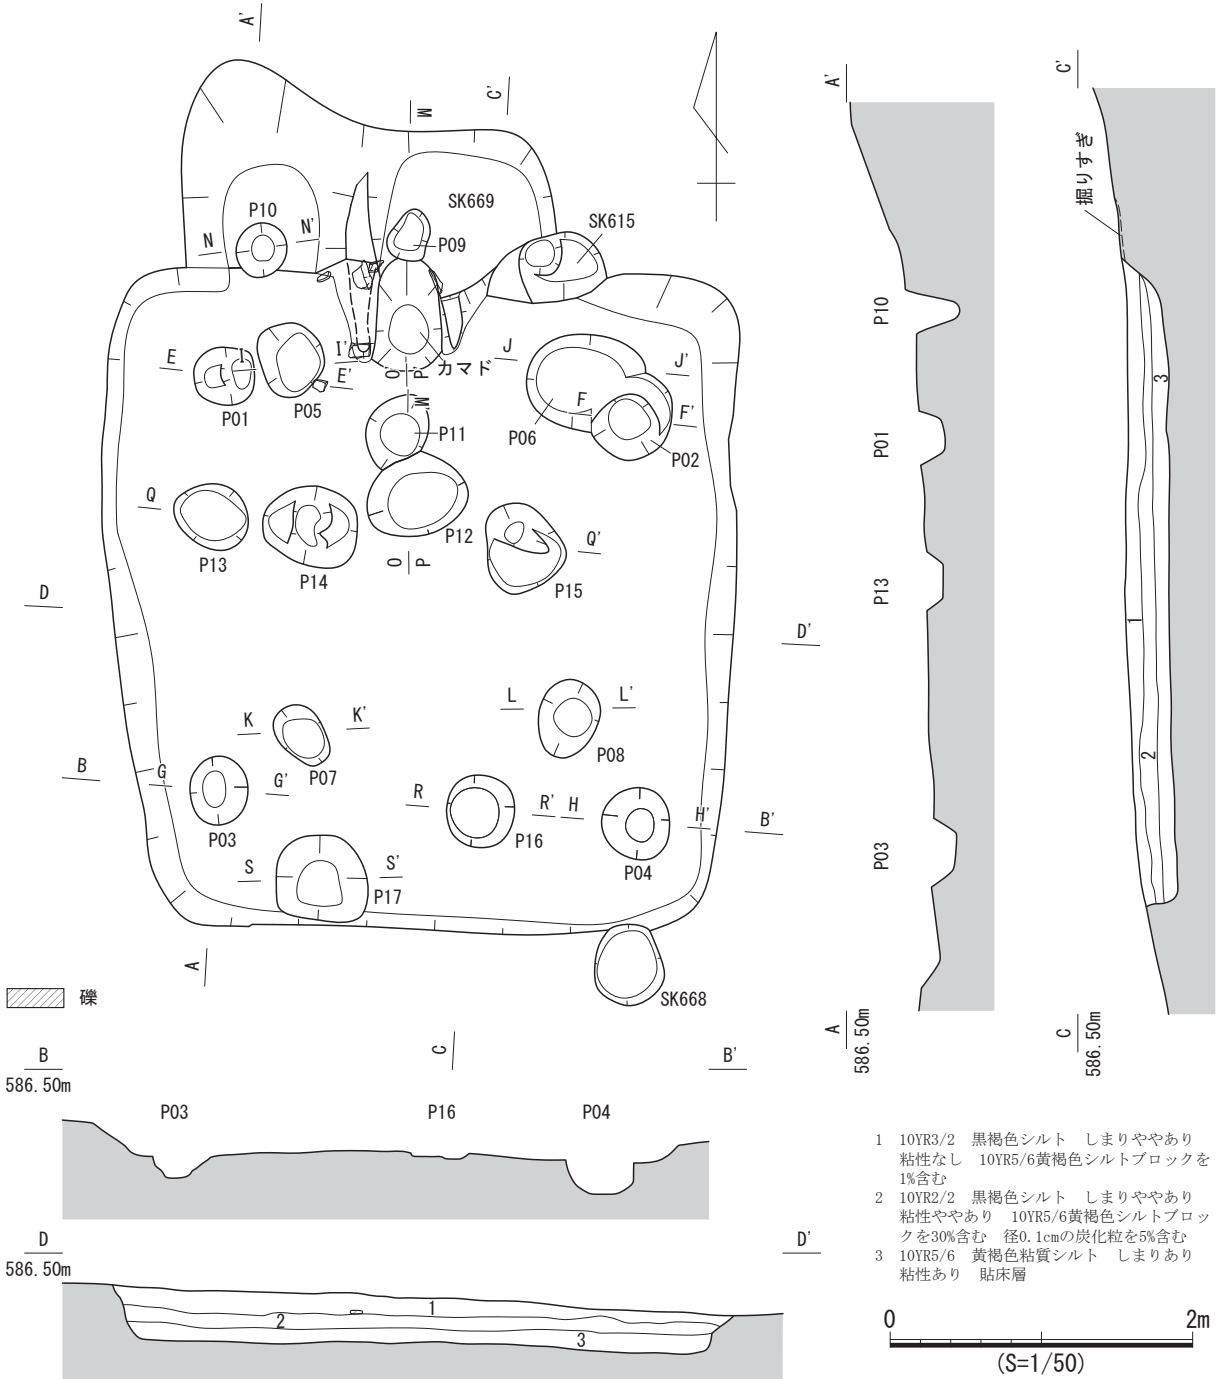 A'
C'
M
SK669
SK615
P10
N
N'
P09
カマド
E
I
I'
E'
J
J'
F
F'
P01
P05
O
P
M'
P11
P06
P02
Q
Q'
P13
P14
P12
P15
O
P
D
D'
L
L'
K
K'
P08
P07
B
G
G'
R
R'
H
H'
B'
P03
P16
P04
S
S'
P17
A
SK668
C
礫
A'
P10
P01
P13
P03
A
586.50m
C'
掘りすぎ
3
1
2
C
586.50m
B
B'
586.50m
P03
P16
P04
D
D'
586.50m
1
2
3
1 10YR3/2 黒褐色シルト しまりややあり
粘性なし 10YR5/6黄褐色シルトブロックを
1%含む
2 10YR2/2 黒褐色シルト しまりややあり
粘性ややあり 10YR5/6黄褐色シルトブロッ
クを30%含む 径0.1cmの炭化粒を5%含む
3 10YR5/6 黄褐色粘質シルト しまりあり
粘性あり 貼床層
0 2m
(S=1/50)